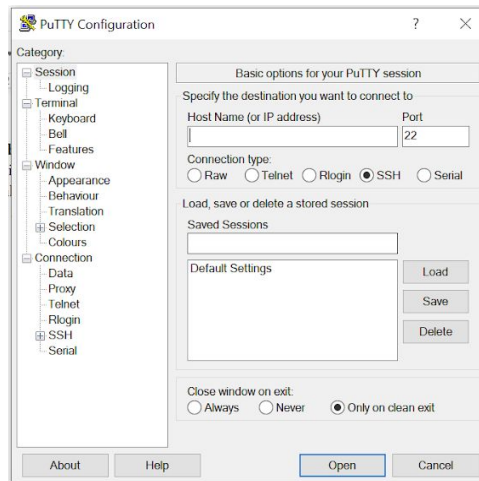 PuTTY Configuration
?
Category:
Session
Logging
Terminal
Keyboard
Bell
Features
Window
Appearance
Behaviour
Translation
Selection
Colours
Connection
Data
Proxy
Telnet
Rlogin
SSH
Serial
Basic options for your PuTTY session
Specify the destination you want to connect to
Host Name (or IP address) Port
22
Connection type:
Raw Telnet Rlogin SSH Serial
Load, save or delete a stored session
Saved Sessions
Default Settings
Load
Save
Delete
Close window on exit:
Always Never Only on clean exit
About Help Open Cancel